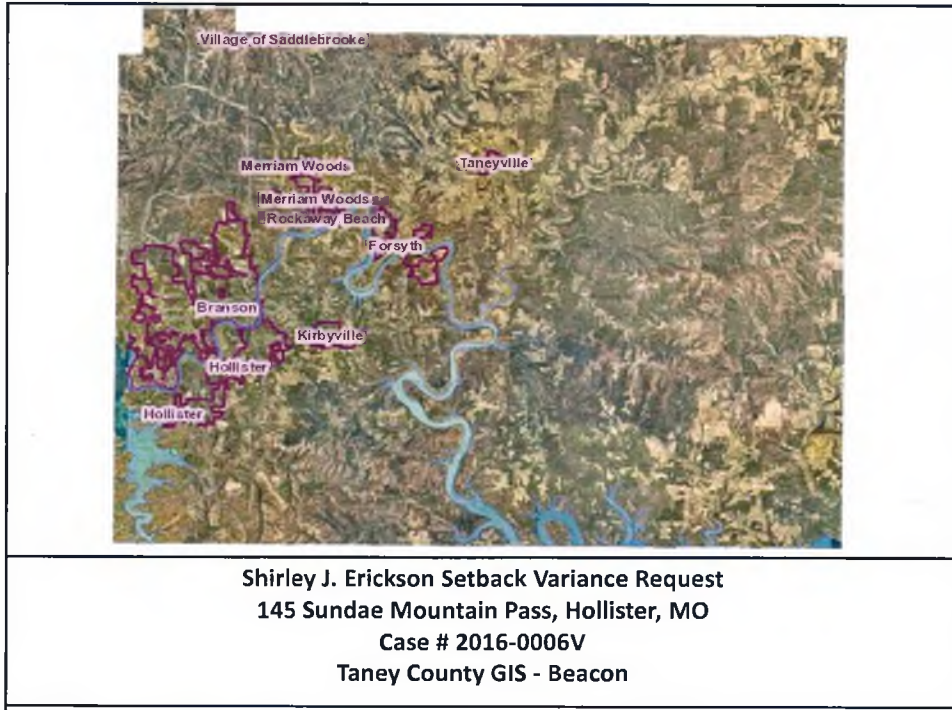 Village of Saddlebrooke
Merriam Woods
Taneyville
Merriam Woods
Rockaway Beach
Forsyth
Branson
Kirbyville
Hollister
Hollister
Shirley J. Erickson Setback Variance Request
145 Sundae Mountain Pass, Hollister, MO
Case # 2016-0006V
Taney County GIS - Beacon